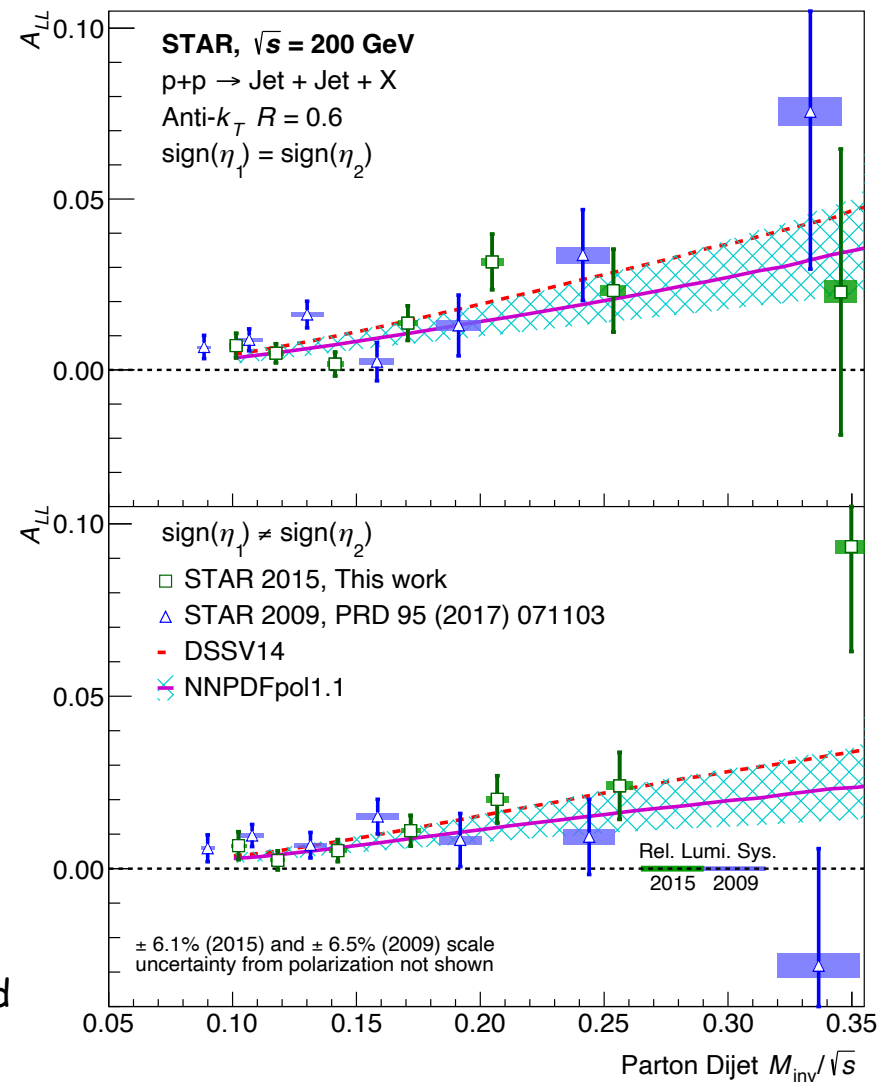 A_LL
0.10
STAR, √s = 200 GeV
p+p → Jet + Jet + X
Anti-k_T R = 0.6
sign(η_1) = sign(η_2)
0.05
0.00
A_LL
0.10
sign(η_1) ≠ sign(η_2)
STAR 2015, This work
STAR 2009, PRD 95 (2017) 071103
DSSV14
0.05
NNPDFpol1.1
Rel. Lumi. Sys.
0.00
2015 2009
± 6.1% (2015) and ± 6.5% (2009) scale
uncertainty from polarization not shown
d
0.05 0.10 0.15 0.20 0.25 0.30 0.35
Parton Dijet M_inv/√s